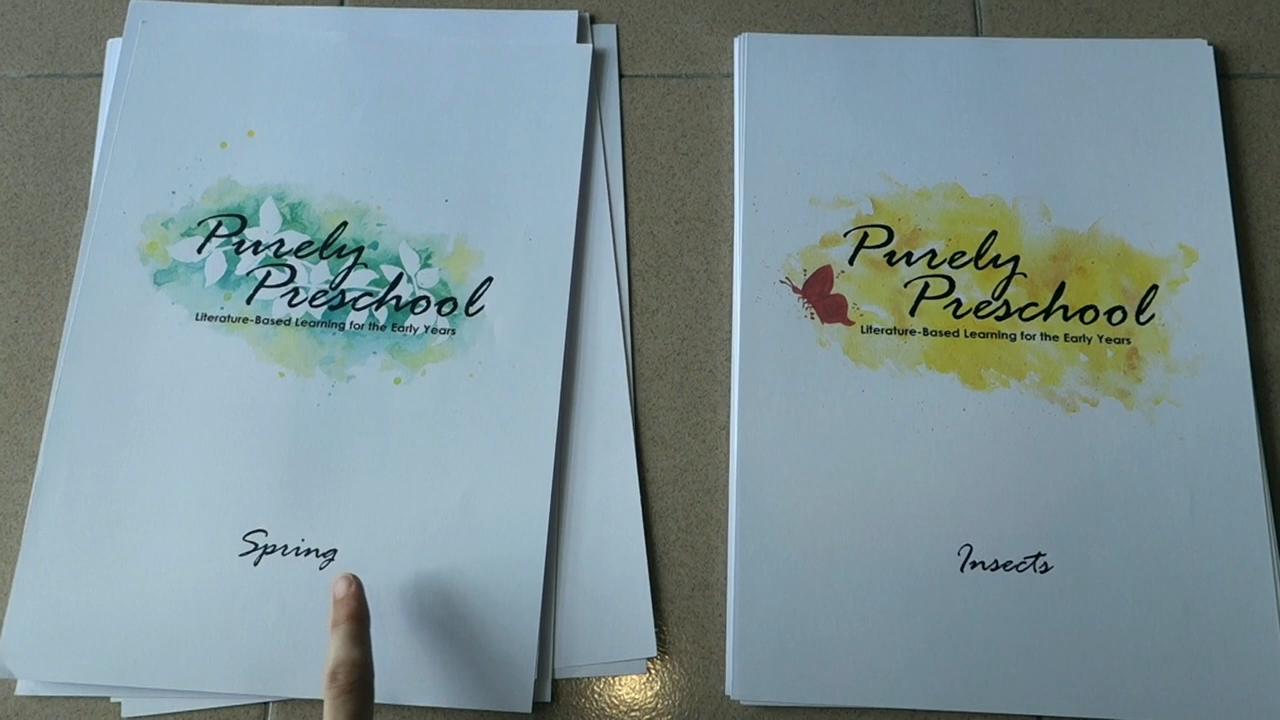 Purely
Preschool
Literature-Based Learning for the Early Years
Spring
Purely
Preschool
Literature-Based Learning for the Early Years
Insects